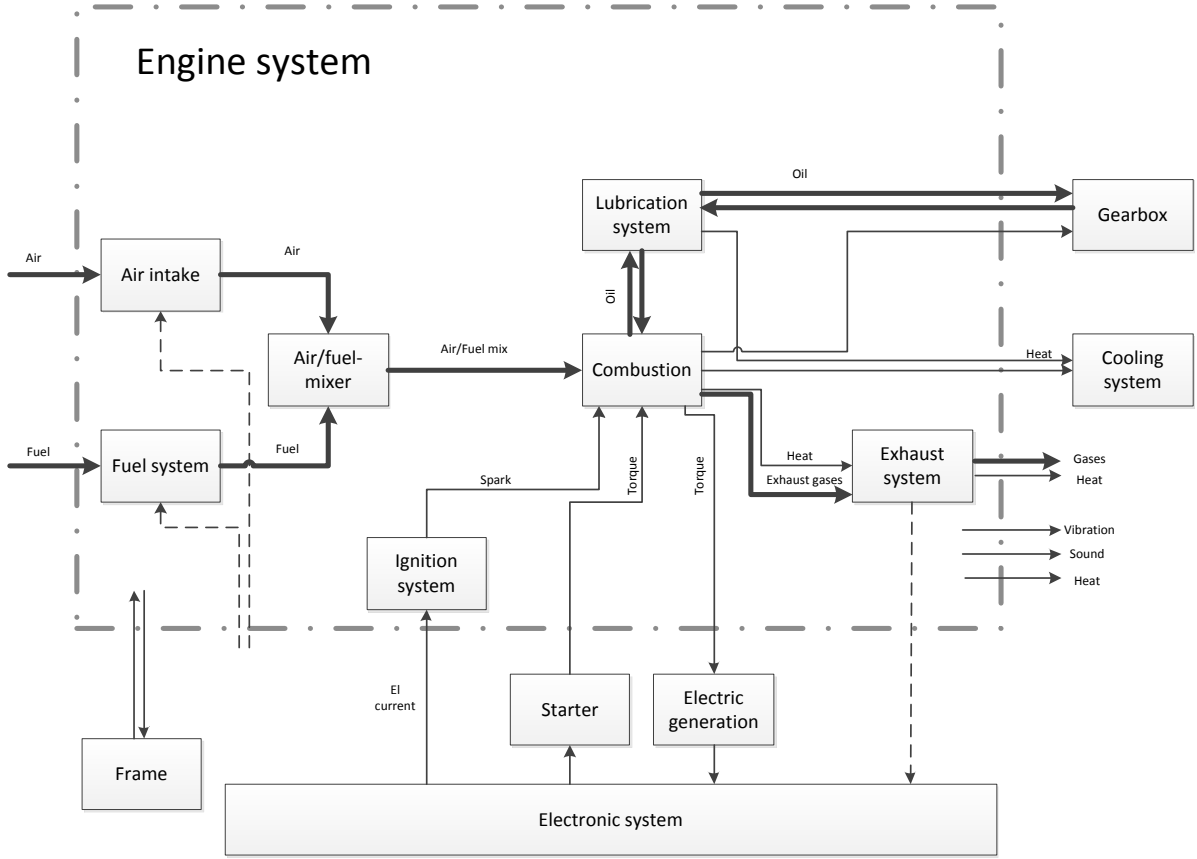 Engine system
Oil
Lubrication
system
Gearbox
Air
Air intake
Air
Oil
Air/fuel-
mixer
Air/Fuel mix
Combustion
Heat
Cooling
system
Fuel
Fuel system
Fuel
Spark
Torque
Torque
Heat
Exhaust gases
Exhaust
system
Gases
Heat
Vibration
Sound
Heat
Ignition
system
El
current
Starter
Electric
generation
Frame
Electronic system